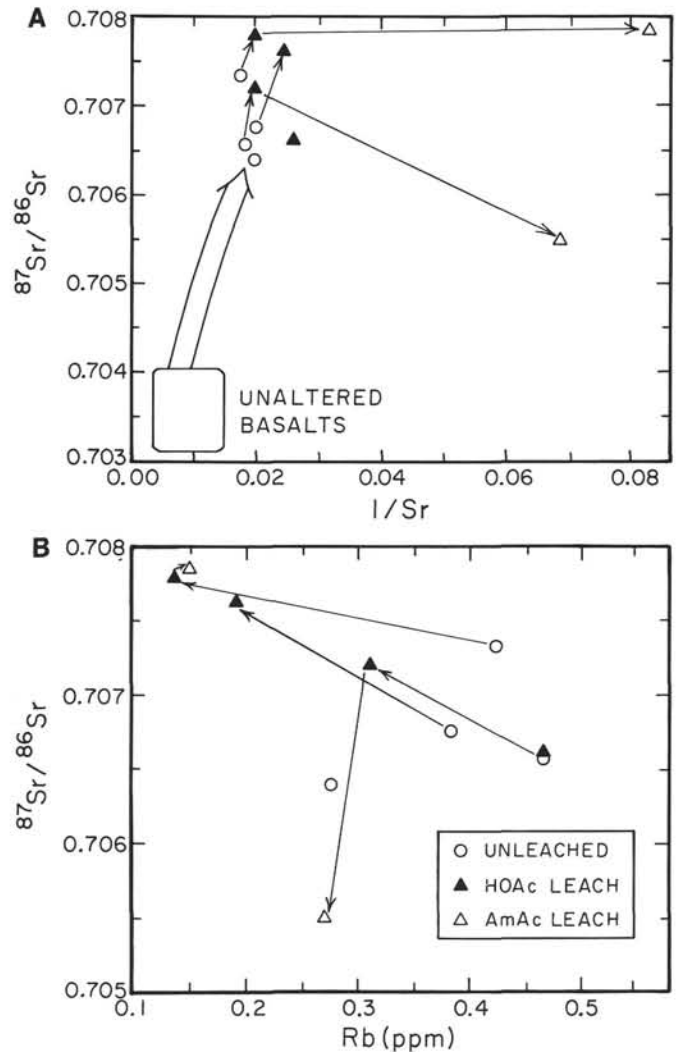 A
0.708
0.707
0.706
0.705
0.704
0.703
87Sr/86Sr
UNALTERED
BASALTS
0.00
0.02
0.04
0.06
0.08
1/Sr
B
0.708
0.707
0.706
0.705
87Sr/86Sr
UNLEACHED
HOAc LEACH
AmAc LEACH
0.1
0.2
0.3
0.4
0.5
Rb (ppm)